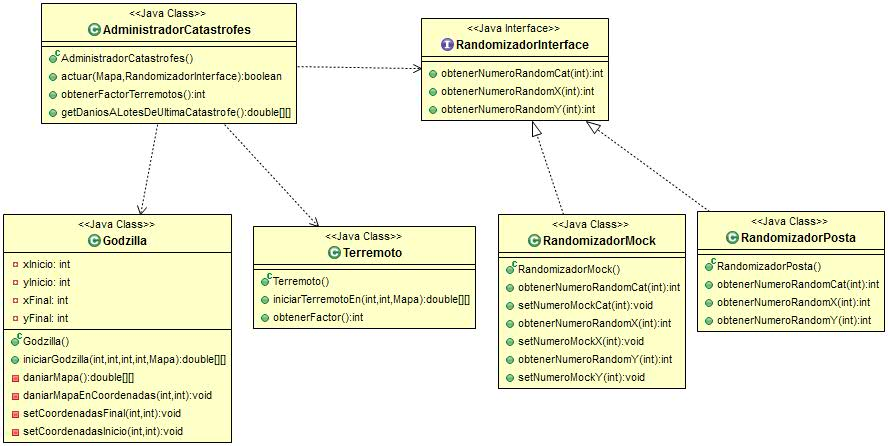 <<Java Class>>
AdministradorCatastrofes
AdministradorCatastrofes()
actuar(Mapa,RandomizadorInterface):boolean
obtenerFactorTerremotos():int
getDaniosALotesDeUltimaCatastrofe():double[][]
<<Java Interface>>
RandomizadorInterface
obtenerNumeroRandomCat(int):int
obtenerNumeroRandomX(int):int
obtenerNumeroRandomY(int):int
<<Java Class>>
Godzilla
xInicio: int
yInicio: int
xFinal: int
yFinal: int
Godzilla()
iniciarGodzilla(int,int,int,int,Mapa):double[][]
daniarMapa():double[][]
daniarMapaEnCoordenadas(int,int):void
setCoordenadasFinal(int,int):void
setCoordenadasInicio(int,int):void
<<Java Class>>
Terremoto
Terremoto()
iniciarTerremotoEn(int,int,Mapa):double[][]
obtenerFactor():int
<<Java Class>>
RandomizadorMock
RandomizadorMock()
obtenerNumeroRandomCat(int):int
setNumeroMockCat(int):void
obtenerNumeroRandomX(int):int
setNumeroMockX(int):void
obtenerNumeroRandomY(int):int
setNumeroMockY(int):void
<<Java Class>>
RandomizadorPosta
RandomizadorPosta()
obtenerNumeroRandomCat(int):int
obtenerNumeroRandomX(int):int
obtenerNumeroRandomY(int):int